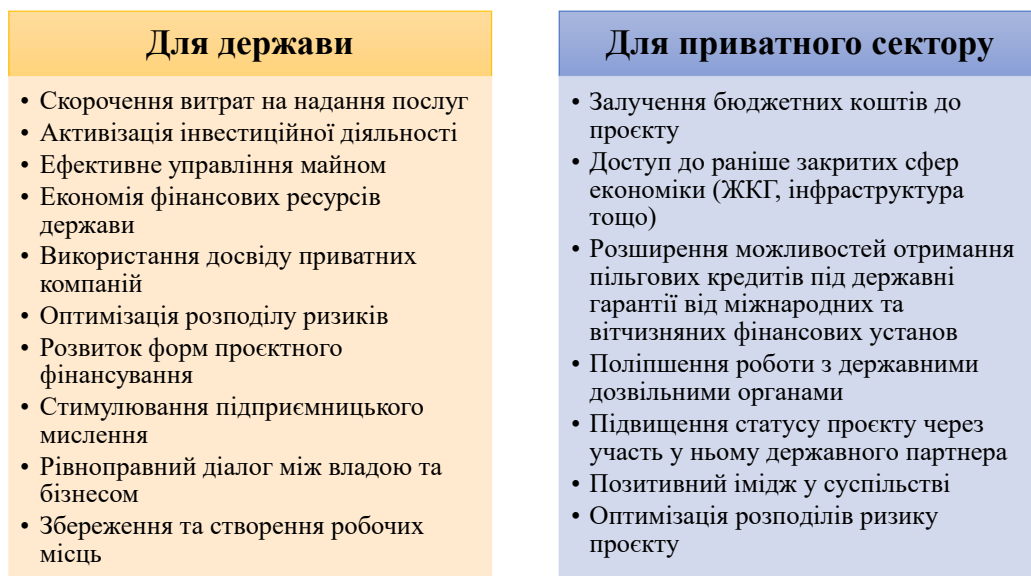 Для держави
• Скорочення витрат на надання послуг
• Активізація інвестиційної діяльності
• Ефективне управління майном
• Економія фінансових ресурсів
держави
• Використання досвіду приватних
компаній
• Оптимізація розподілу ризиків
• Розвиток форм проєктного
фінансування
• Стимулювання підприємницького
мислення
• Рівноправний діалог між владою та
бізнесом
• Збереження та створення робочих
місць
Для приватного сектору
• Залучення бюджетних коштів до
проєкту
• Доступ до раніше закритих сфер
економіки (ЖКГ, інфраструктура
тощо)
• Розширення можливостей отримання
пільгових кредитів під державні
гарантії від міжнародних та
вітчизняних фінансових установ
• Поліпшення роботи з державними
дозвільними органами
• Підвищення статусу проєкту через
участь у ньому державного партнера
• Позитивний імідж у суспільстві
• Оптимізація розподілів ризику
проєкту